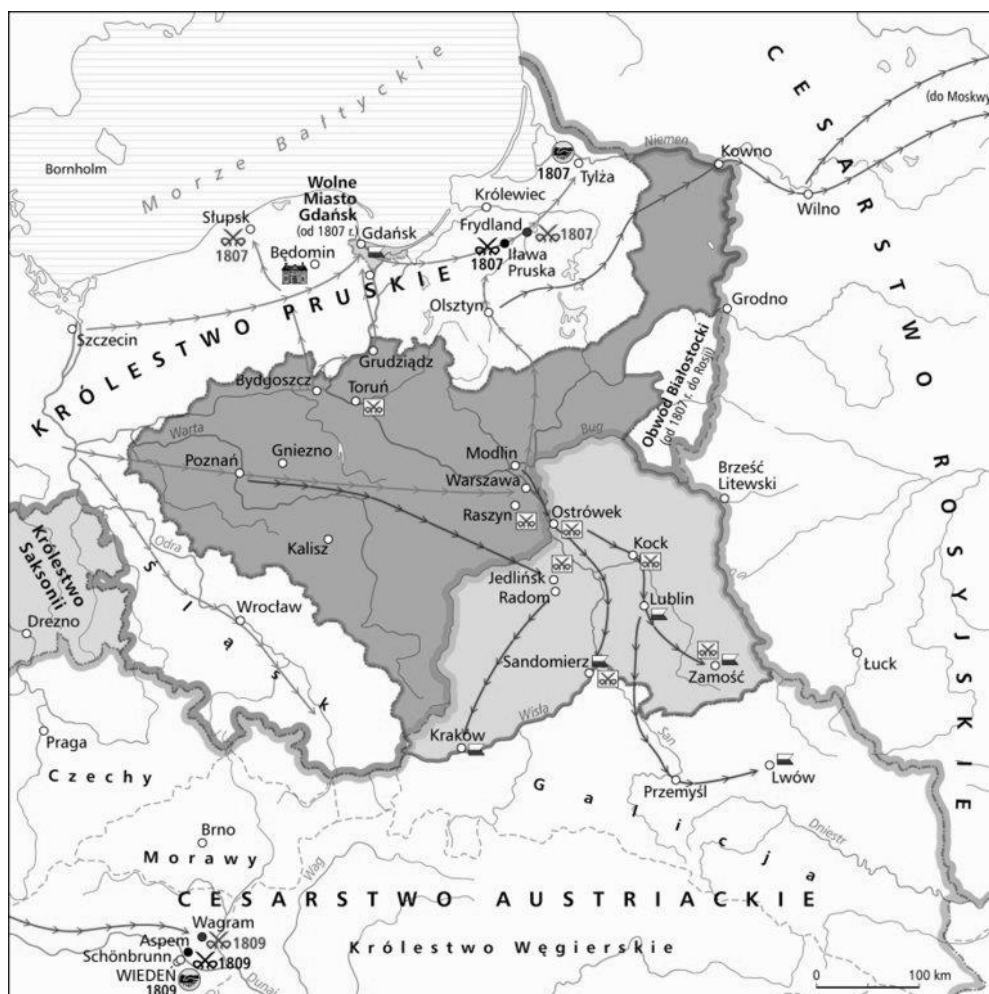 Morze Bałtyckie
Bornholm
CESARSTWO ROSYJSKIE
(do Moskwy)
Niemen
Kowno
Wilno
1807
Tylża
Wolne
Miasto
Gdańsk
(od 1807 r.)
Gdańsk
Słupsk
1807
Będomin
Królewiec
Frydland
1807
1807
Iława
Pruska
KRÓLESTWO PRUSKIE
Szczecin
Olsztyn
Grodno
Grudziądz
Bydgoszcz
Toruń
Obwód Białostocki
(od 1807 r. do Rosji)
Warta
Gniezno
Poznań
Bug
Modlin
Warszawa
Raszyn
Brześć
Litewski
Ostrówek
Kock
Kalisz
Odra
Śląsk
Królestwo
Saksonii
Drezno
Wrocław
Jedlińsk
Radom
Lublin
Sandomierz
Zamość
Łuck
Wisła
San
Kraków
Praga
Czechy
Przemyśl
Lwów
Galicja
Dniestr
Brno
Morawy
Wag
CESARSTWO AUSTRIACKIE
Królestwo Węgierskie
Wagram
1809
Aspern
1809
Schönbrunn
WIEDEŃ
1809
Dunaj
0 100 km